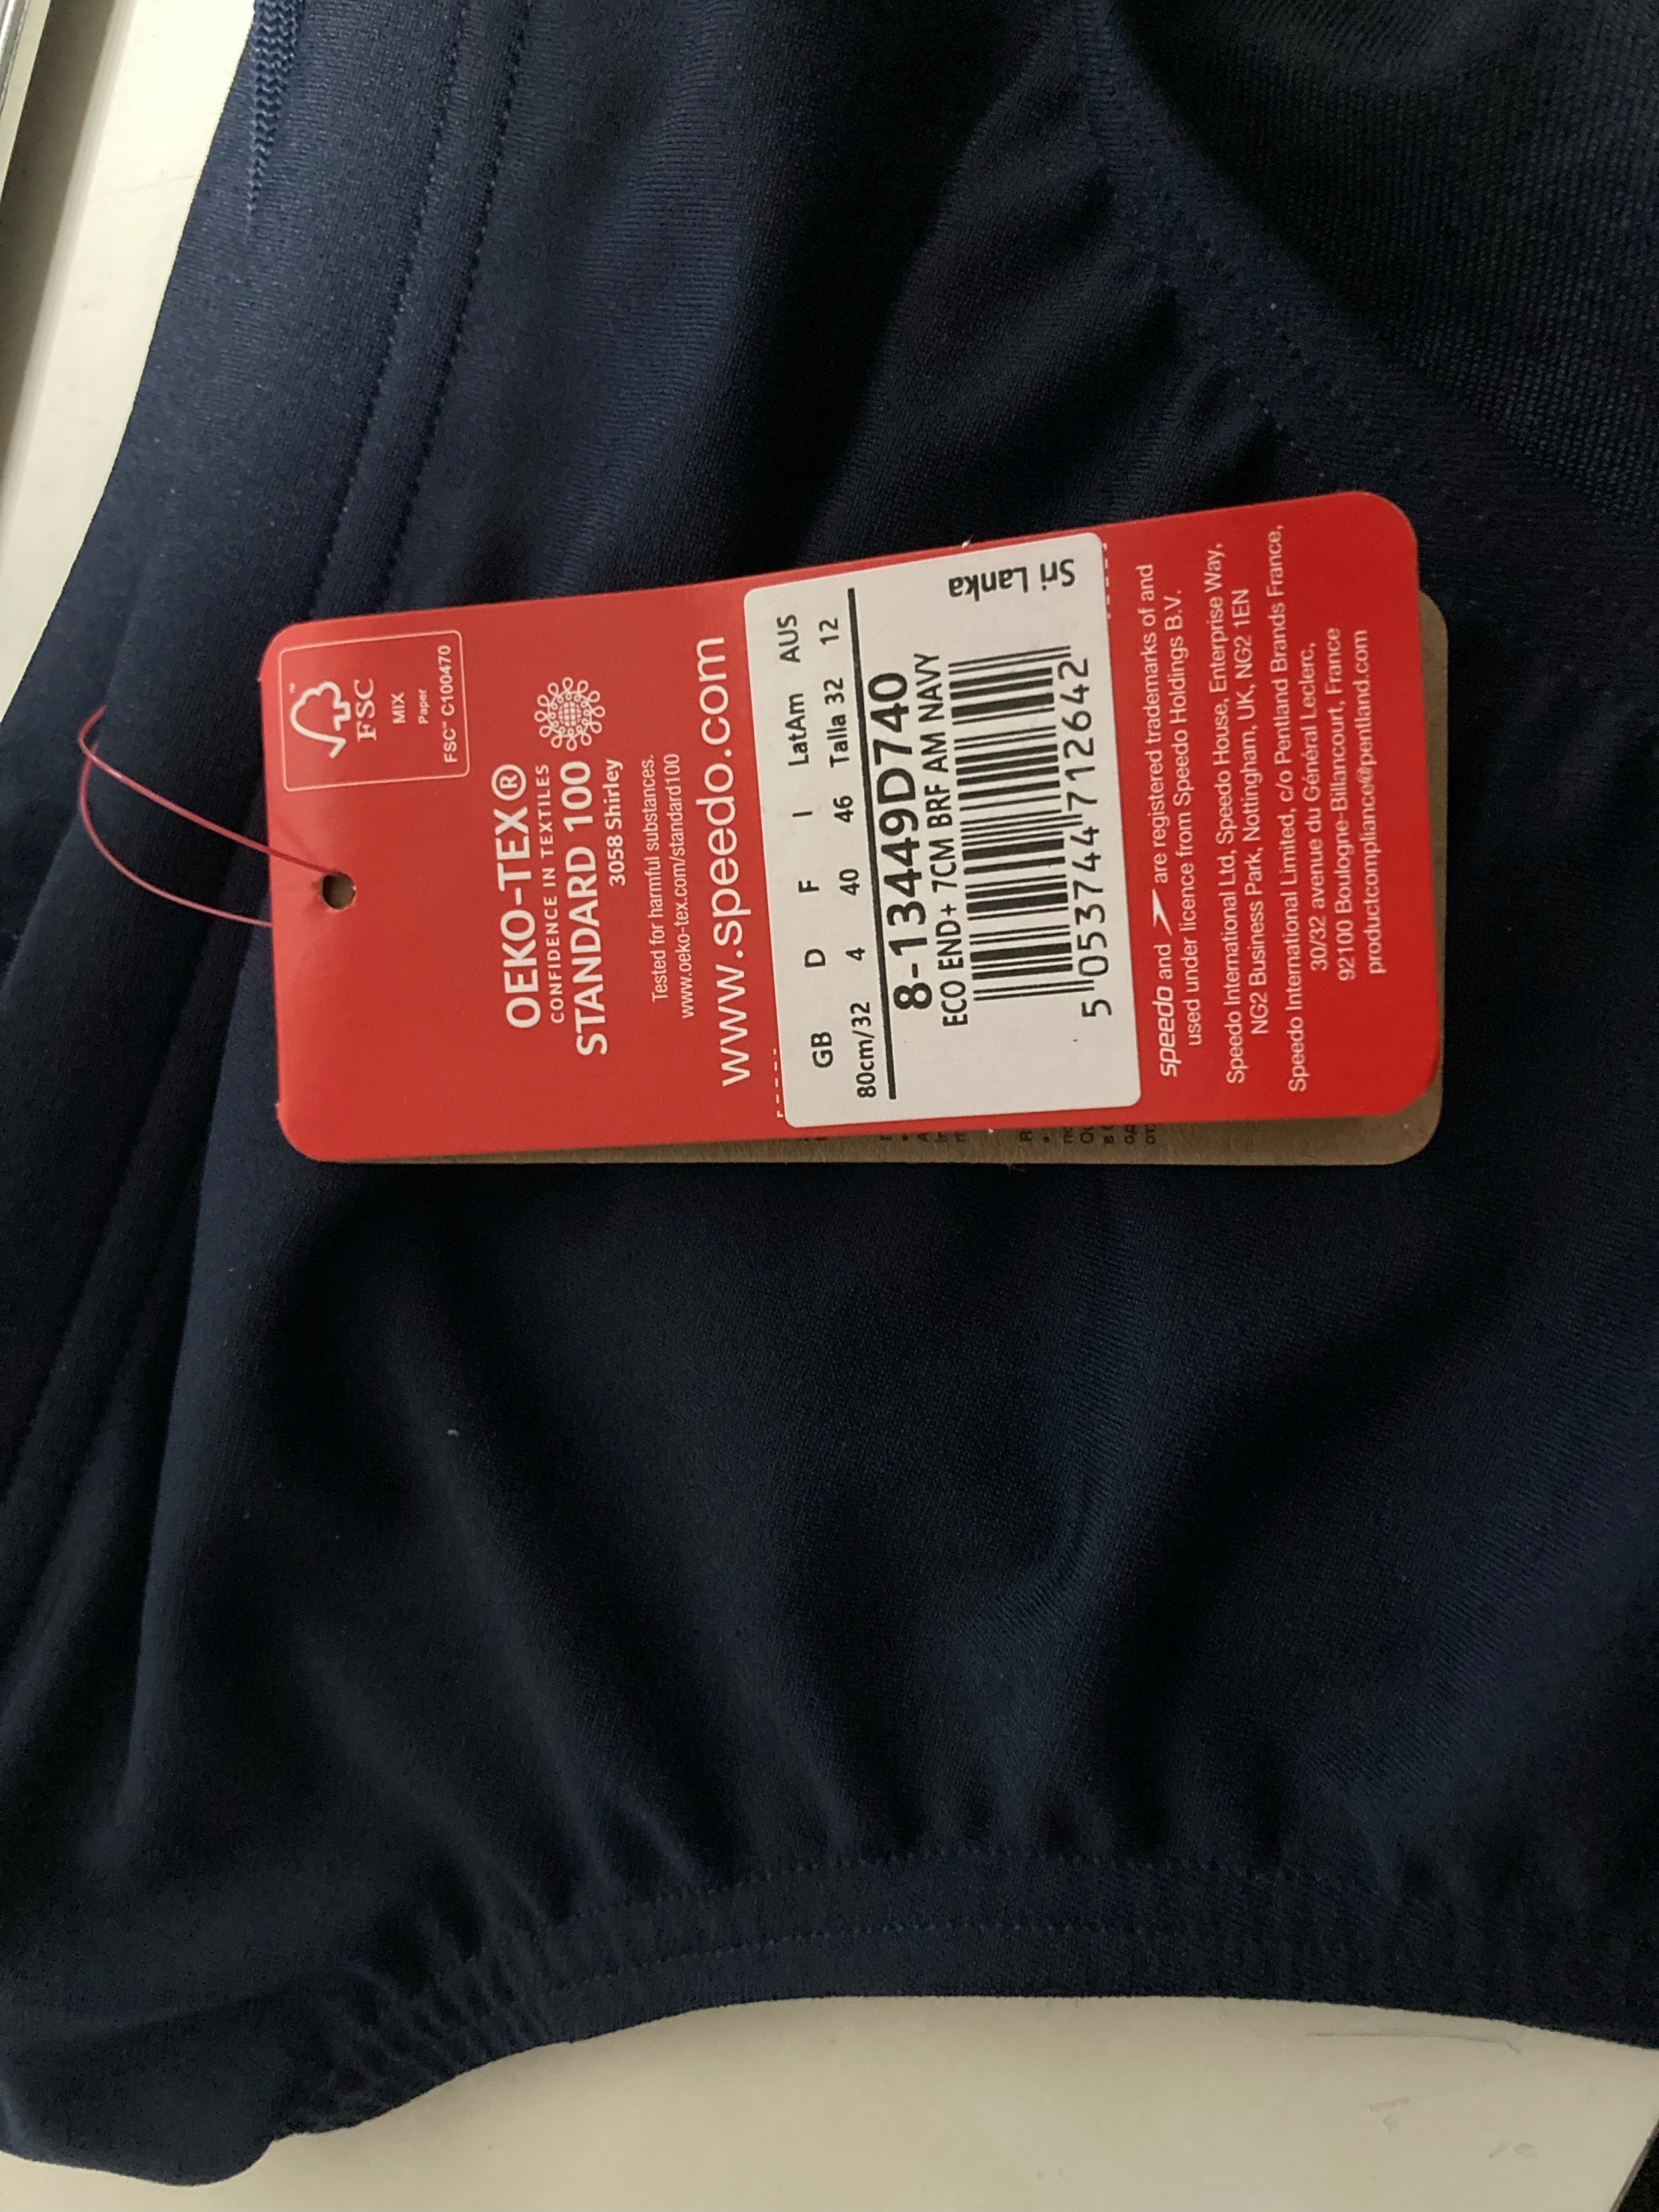 FSC™
MIX
Paper
FSC™ C100470
OEKO-TEX®
CONFIDENCE IN TEXTILES
STANDARD 100
3058 Shirley
Tested for harmful substances.
www.oeko-tex.com/standard100
www.speedo.com
GB D F I LatAm AUS
80cm/32 4 40 46 Talla 32 12
8-13449D740
ECO END+ 7CM BRF AM NAVY
Sri Lanka
5 053744 712642
speedo and are registered trademarks of and
used under licence from Speedo Holdings B.V.
Speedo International Ltd, Speedo House, Enterprise Way,
NG2 Business Park, Nottingham, UK, NG2 1EN
Speedo International Limited, c/o Pentland Brands France,
30/32 avenue du Général Leclerc,
92100 Boulogne-Billancourt, France
productcompliance@pentland.com